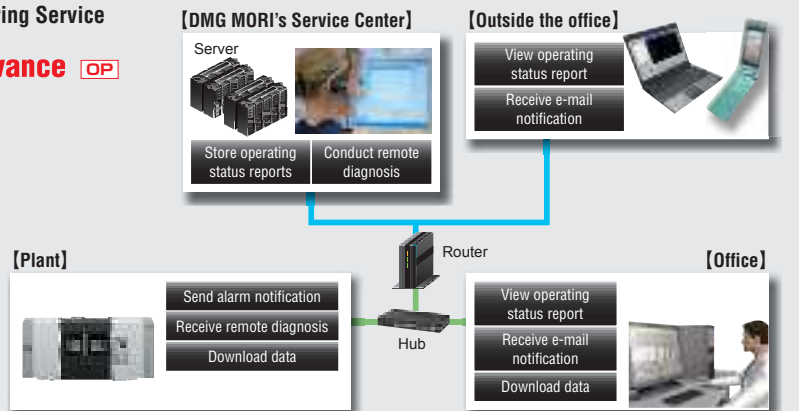 Service
OP
【DMG MORI's Service Center】
Server
Store operating
status reports
Conduct remote
diagnosis
【Outside the office】
View operating
status report
Receive e-mail
notification
Router
Hub
【Plant】
Send alarm notification
Receive remote diagnosis
Download data
【Office】
View operating
status report
Receive e-mail
notification
Download data